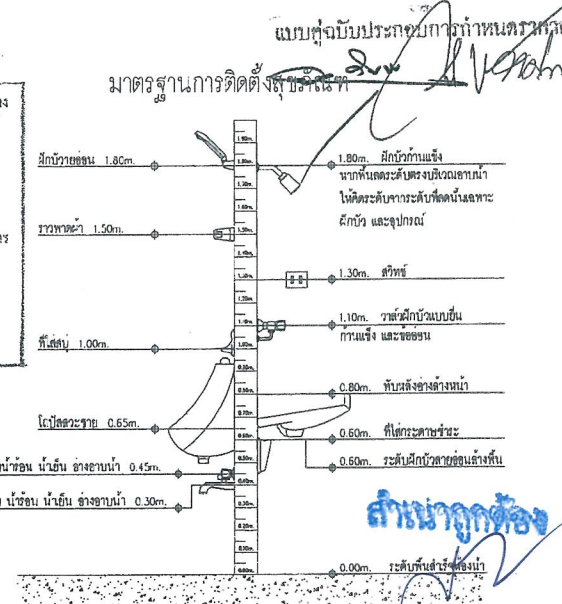 แบบคู่ฉบับประกอบการกำหนดราคากลาง
มาตรฐานการติดตั้งสุขภัณฑ์
ฝักบัวสายอ่อน 1.80m.
1.80m. ฝักบัวก้านแข็ง
หากพื้นลดระดับตรงบริเวณอาบน้ำ
ให้คิดระดับจากระดับที่ลดนั้นเฉพาะ
ฝักบัว และอุปกรณ์
ราวพาดผ้า 1.50m.
1.30m. สวิทช์
1.10m. วาล์วฝักบัวแบบยืน
ก้านแข็ง และข้ออ่อน
ที่ใส่สบู่ 1.00m.
0.80m. ทับหลังอ่างล้างหน้า
โถปัสสาวะชาย 0.65m.
0.60m. ที่ใส่กระดาษชำระ
น้ำร้อน น้ำเย็น อ่างอาบน้ำ 0.45m.
0.60m. ระดับฝักบัวสายอ่อนล้างพื้น
น้ำร้อน น้ำเย็น อ่างอาบน้ำ 0.30m.
สำเนาถูกต้อง
0.00m. ระดับพื้นสำเร็จห้องน้ำ